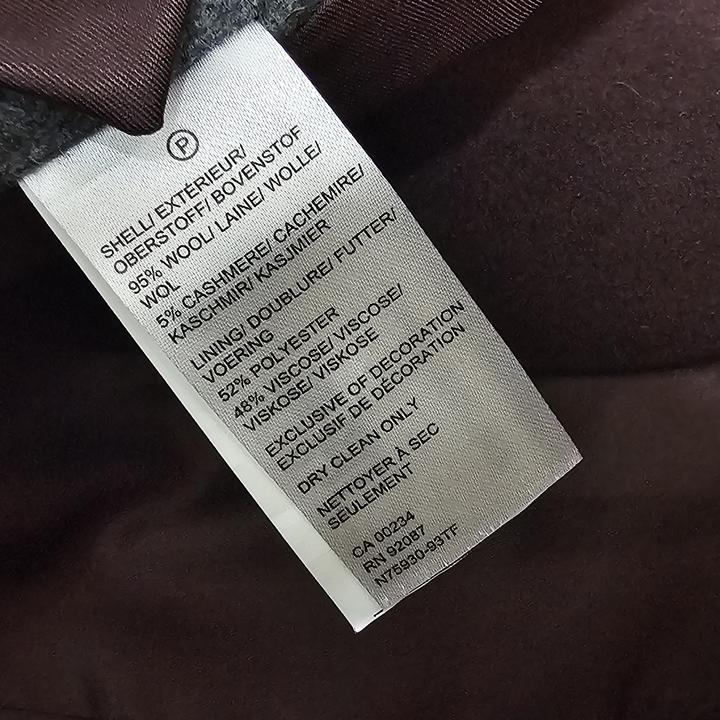 P
SHELL/ EXTÉRIEUR/
OBERSTOFF/ BOVENSTOF
95% WOOL/ LAINE/ WOLLE/
WOL
5% CASHMERE/ CACHEMIRE/
KASCHMIR/ KASJMIER
LINING/ DOUBLURE/ FUTTER/
VOERING
52% POLYESTER
48% VISCOSE/ VISCOSE/
VISKOSE/ VISKOSE
EXCLUSIVE OF DECORATION
EXCLUSIF DE DÉCORATION
DRY CLEAN ONLY
NETTOYER À SEC
SEULEMENT
CA 00234
RN 92087
N75930-93TF